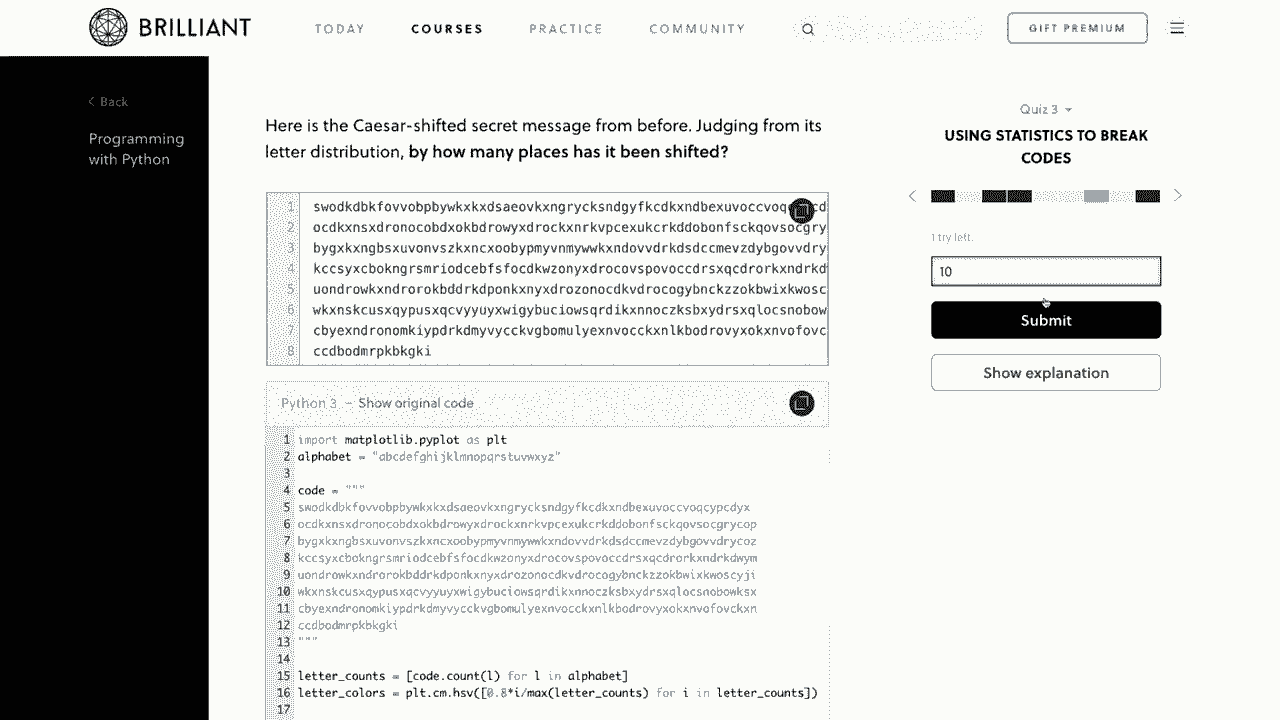 BRILLIANT
TODAY
COURSES
PRACTICE
COMMUNITY
GIFT PREMIUM
Back
Programming
with Python
Here is the Caesar-shifted secret message from before. Judging from its
letter distribution, by how many places has it been shifted?
1 swodkdbkfovvobpbywkxkxdsaeovkxngrycksndgyfkcdkxndbexuvoccvoq
2 ocdkxnsxdronocobdxokbdrowyxdrockxnrkvpcexukcrkddobonfsckqovsocgry
3 bygxkxngbsxuvonvszkxncxoobypmyvnmywwkxndovvdrkdsdccmevzdybgovvdry
4 kccsyxcbokngrsmriodcebfsfocdkwzonyxdrocovspovoccdrsxqcdrorkxndrkd
5 uondrowkxndrorokbddrkdponkxnyxdrozonocdkvdrocogybnckzzokbwixkwosc
6 wkxnskcusxqypusxqcvyyuyxwigybuciowsqrdikxnnoczksbxydrsxqlocsnobow
7 cbyexndronomkiypdrkdmyvycckvgbomulyexnvocckxnlkbodrovyxokxnvofovc
8 ccdbodmrpkbkgki
Python 3 – Show original code
1 import matplotlib.pyplot as plt
2 alphabet = "abcdefghijklmnopqrstuvwxyz"
3
4 code = """
5 swodkdbkfovvobpbywkxkxdsaeovkxngrycksndgyfkcdkxndbexuvoccvoqcypcdyx
6 ocdkxnsxdronocobdxokbdrowyxdrockxnrkvpcexukcrkddobonfsckqovsocgrycop
7 bygxkxngbsxuvonvszkxncxoobypmyvnmywwkxndovvdrkdsdccmevzdybgovvdrycoz
8 kccsyxcbokngrsmriodcebfsfocdkwzonyxdrocovspovoccdrsxqcdrorkxndrkdwym
9 uondrowkxndrorokbddrkdponkxnyxdrozonocdkvdrocogybnckzzokbwixkwoscyji
10 wkxnskcusxqypusxqcvyyuyxwigybuciowsqrdikxnnoczksbxydrsxqlocsnobowksx
11 cbyexndronomkiypdrkdmyvycckvgbomulyexnvocckxnlkbodrovyxokxnvofovckxn
12 ccdbodmrpkbkgki
13 """
14
15 letter_counts = [code.count(l) for l in alphabet]
16 letter_colors = plt.cm.hsv([0.8*i/max(letter_counts) for i in letter_counts])
17
Quiz 3
USING STATISTICS TO BREAK
CODES
1 try left.
10
Submit
Show explanation